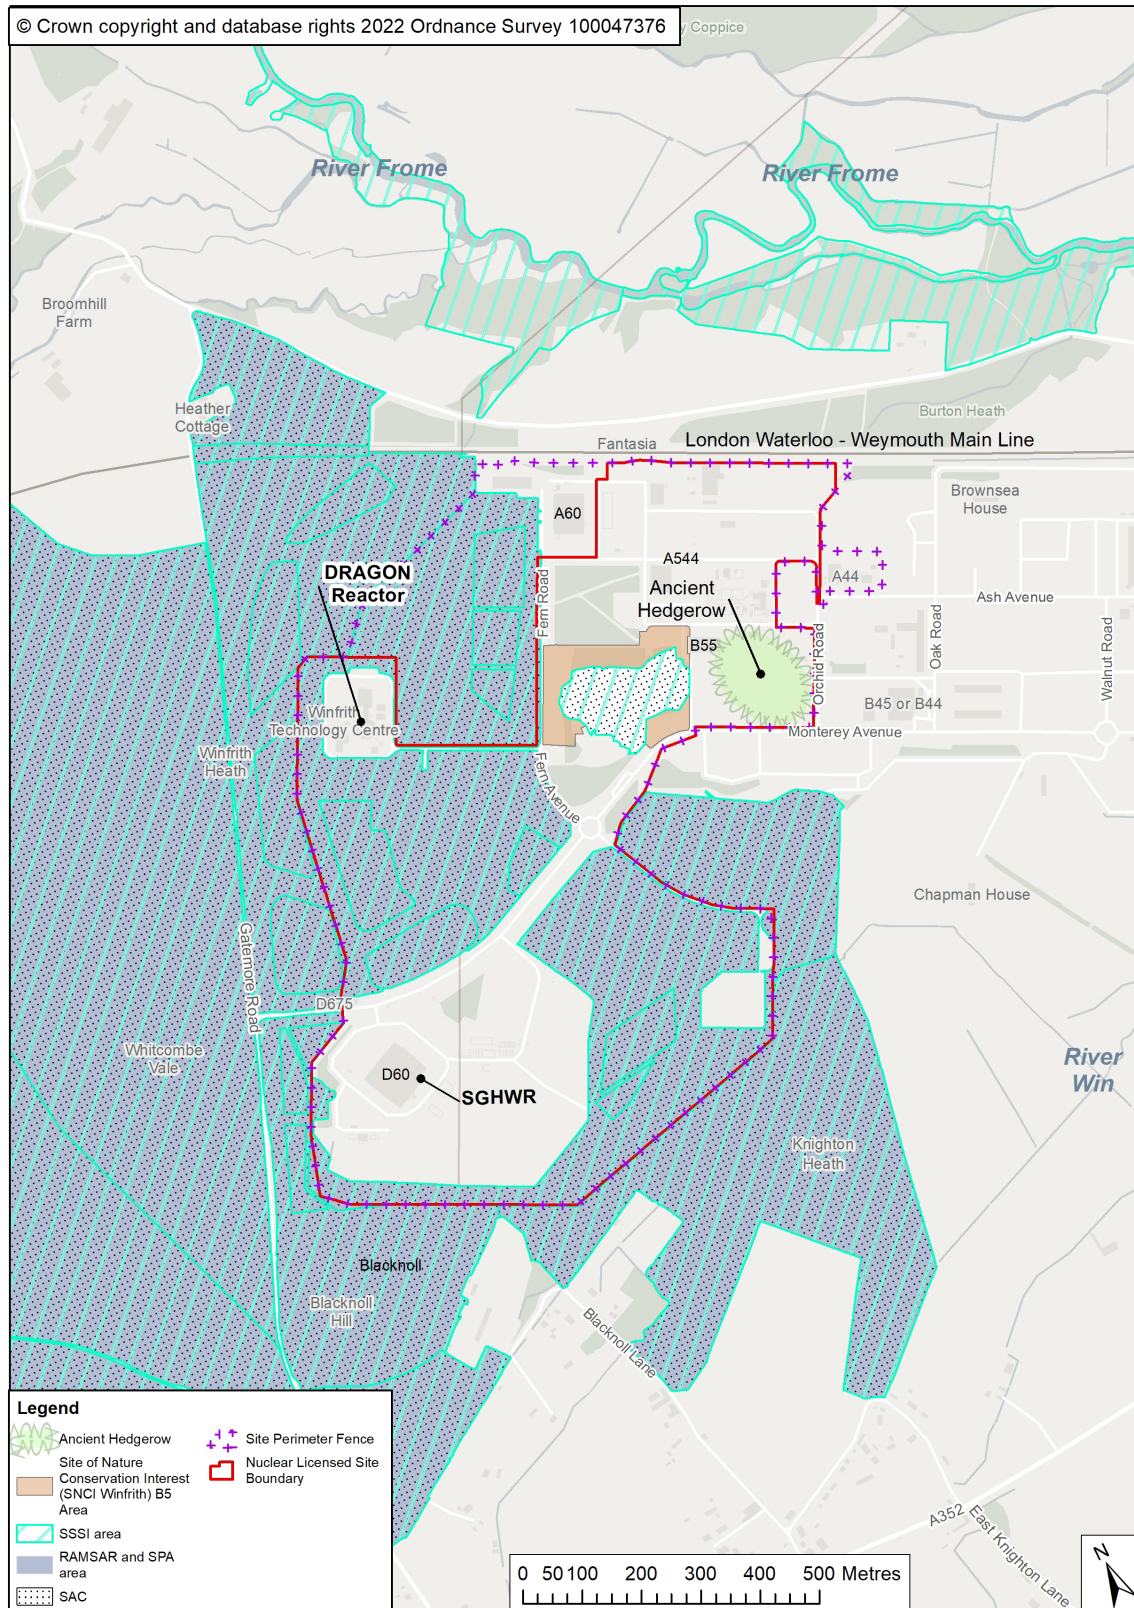 © Crown copyright and database rights 2022 Ordnance Survey 100047376
Coppice
River Frome
River Frome
Broomhill
Farm
Heather
Cottage
Burton Heath
Fantasia
London Waterloo - Weymouth Main Line
Brownsea
House
A60
A544
A44
DRAGON
Reactor
Ancient
Hedgerow
Fern Road
Ash Avenue
Oak Road
Walnut Road
Orchid Road
B55
B45 or B44
Monterey Avenue
Winfrith
Technology Centre
Winfrith
Heath
Fern Avenue
Chapman House
Gatemore Road
D675
Whitcombe
Vale
D60
SGHWR
River
Win
Knighton
Heath
Blacknoll
Blacknoll
Hill
Blacknoll Lane
A352
East Knighton Lane
Legend
Ancient Hedgerow
Site of Nature
Conservation Interest
(SNCI Winfrith) B5
Area
SSSI area
RAMSAR and SPA
area
SAC
Site Perimeter Fence
Nuclear Licensed Site
Boundary
0 50 100 200 300 400 500 Metres
N